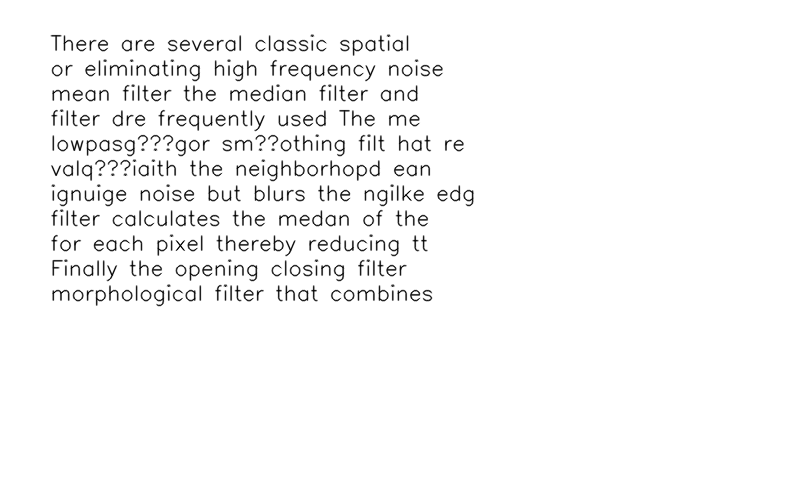 There are several classic spatial
or eliminating high frequency noise
mean filter the median filter and
filter dre frequently used The me
lowpasg???gor sm??othing filt hat re
valq???iaith the neighborhopd ean
ignuige noise but blurs the ngilke edg
filter calculates the medan of the
for each pixel thereby reducing tt
Finally the opening closing filter
morphological filter that combines